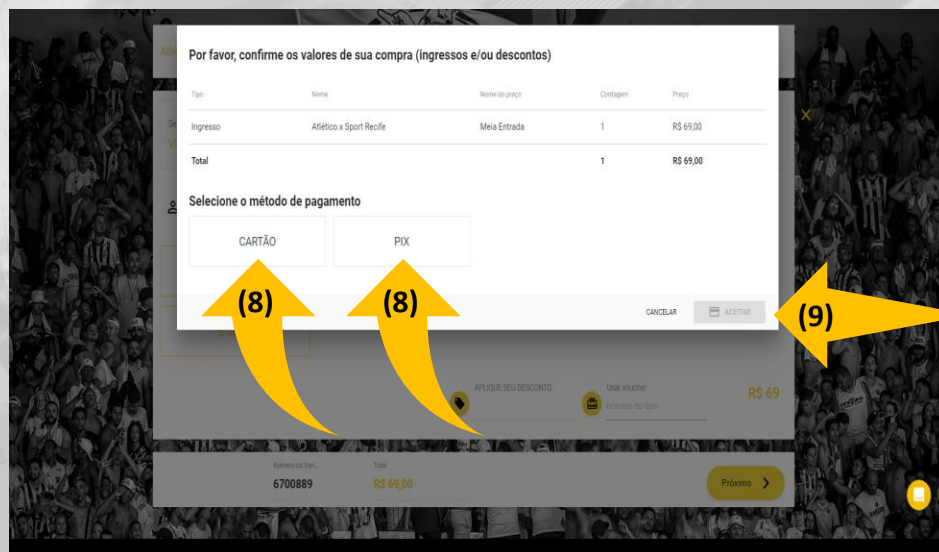 Por favor, confirme os valores de sua compra (ingressos e/ou descontos)
Tipo Nome Nome do preço Contagem Preço
Ingresso Atlético x Sport Recife Meia Entrada 1 R$ 69,00
Total 1 R$ 69,00
Selecione o método de pagamento
CARTÃO PIX
(8) (8)
CANCELAR ACEITAR (9)
APLIQUE SEU DESCONTO Usar voucher
número do tipo R$ 69
Número da tran... Total
6700889 R$ 69,00 Próximo